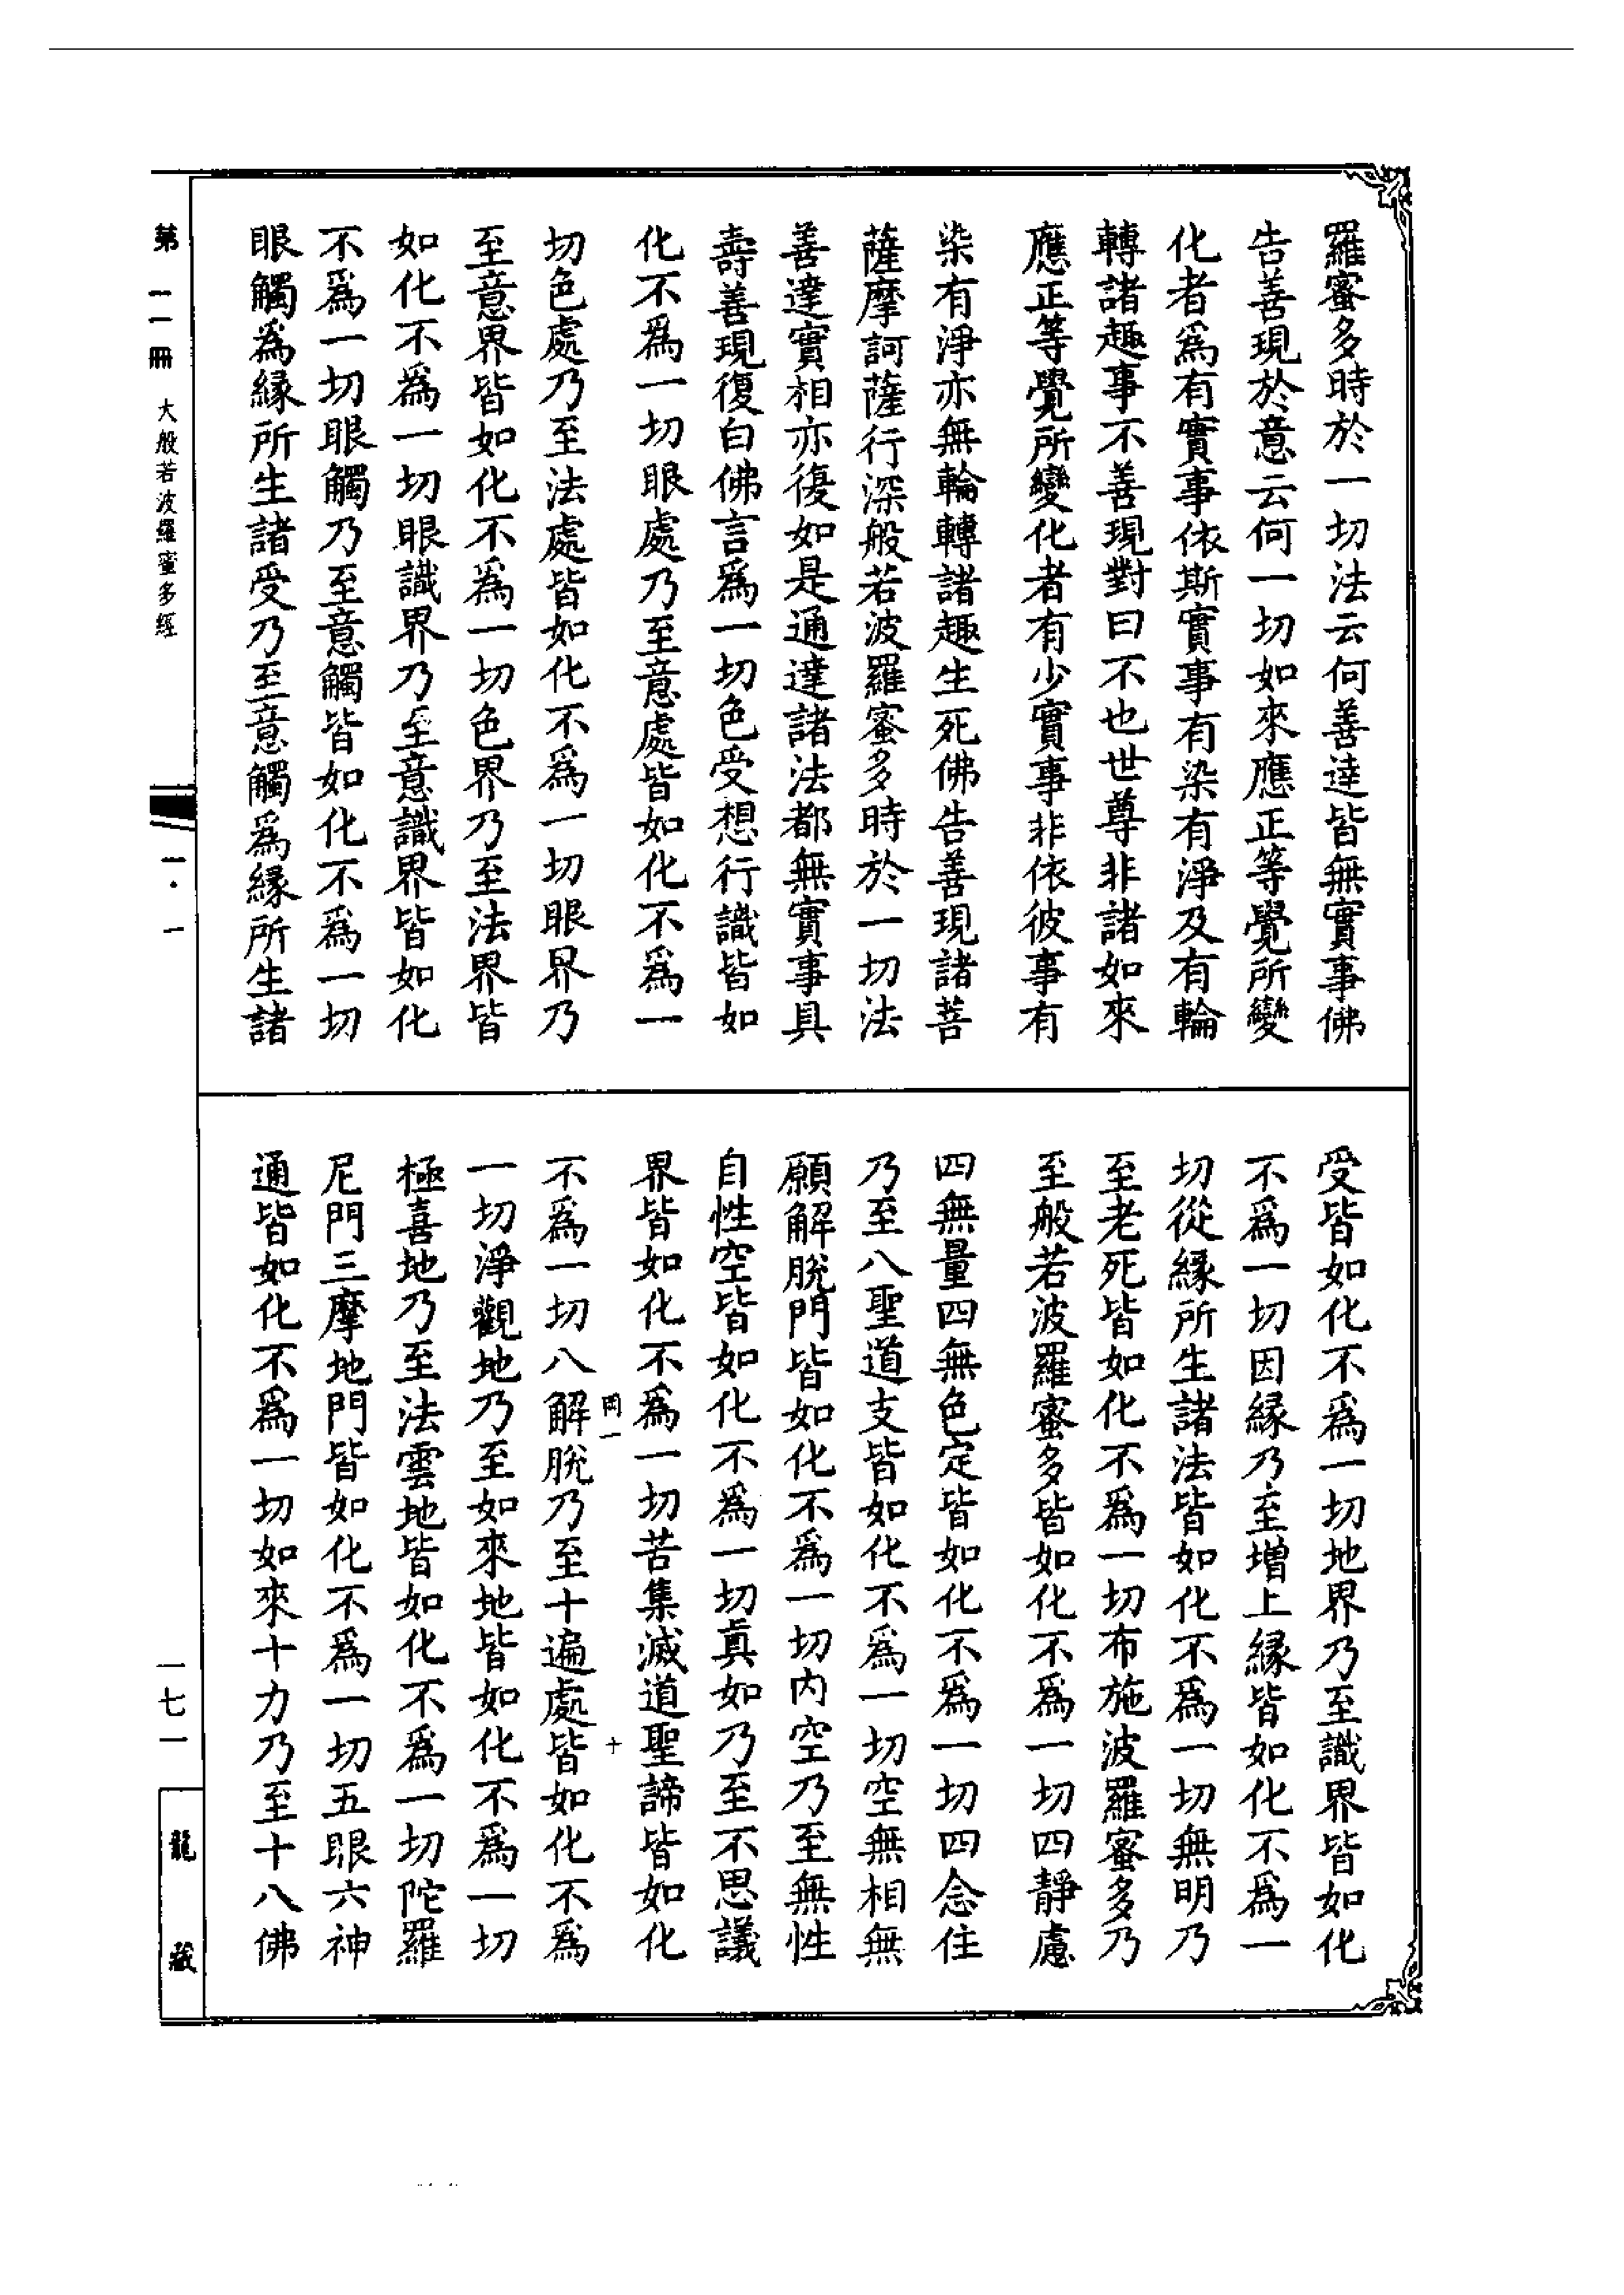 羅蜜多時於一切法云何善達皆無實事佛
告善現於意云何一切如來應正等覺所變
化者爲有實事依斯實事有染有淨及有輪
轉諸趣事不善現對曰不也世尊非諸如來
應正等覺所變化者有少實事非依彼事有
染有淨亦無輪轉諸趣生死佛告善現諸菩
薩摩訶薩行深般若波羅蜜多時於一切法
善達實相亦復如是通達諸法都無實事具
壽善現復白佛言爲一切色受想行識皆如
化不爲一切眼處乃至意處皆如化不爲一
切色處乃至法處皆如化不爲一切眼界乃
至意界皆如化不爲一切色界乃至法界皆
如化不爲一切眼識界乃至意識界皆如化
不爲一切眼觸乃至意觸皆如化不爲一切
眼觸爲緣所生諸受乃至意觸爲緣所生諸
受皆如化不爲一切地界乃至識界皆如化
不爲一切因緣乃至增上緣皆如化不爲一
切從緣所生諸法皆如化不爲一切無明乃
至老死皆如化不爲一切布施波羅蜜多乃
至般若波羅蜜多皆如化不爲一切四靜慮
四無量四無色定皆如化不爲一切四念住
乃至八聖道支皆如化不爲一切空無相無
願解脫門皆如化不爲一切內空乃至無性
自性空皆如化不爲一切眞如乃至不思議
界皆如化不爲一切苦集滅道聖諦皆如化
岡一 十
不爲一切八解脫乃至十遍處皆如化不爲
一切淨觀地乃至如來地皆如化不爲一切
極喜地乃至法雲地皆如化不爲一切陀羅
尼門三摩地門皆如化不爲一切五眼六神
通皆如化不爲一切如來十力乃至十八佛
第一一冊 大般若波羅蜜多經
一·一
一七一
龍藏